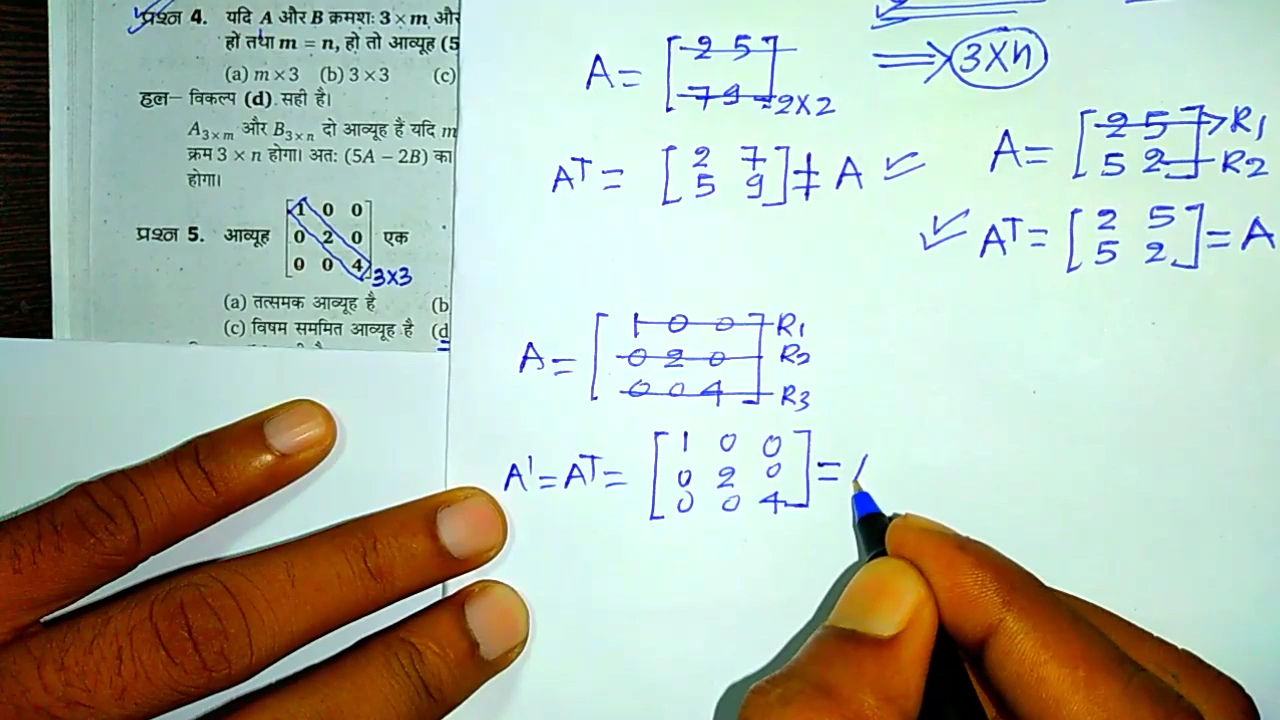 प्रश्न 4. यदि A और B क्रमशः 3 × m और
हों तथा m = n, हो तो आव्यूह (5
(a) m × 3 (b) 3 × 3 (c)
हल– विकल्प (d) सही है।
A3×m और B3×n दो आव्यूह हैं यदि m
क्रम 3 × n होगा। अतः (5A – 2B) का
होगा।
प्रश्न 5. आव्यूह [1 0 0
0 2 0
0 0 4] एक
3×3
(a) तत्समक आव्यूह है (b
(c) विषम सममित आव्यूह है (d
A = [2 5
7 9] 2×2
AT = [2 7
5 9] ≠ A
⇒ 3×n
A = [2 5 R1
5 2] R2
AT = [2 5
5 2] = A
A = [1 0 0 R1
0 2 0 R2
0 0 4] R3
A' = AT = [1 0 0
0 2 0
0 0 4] =